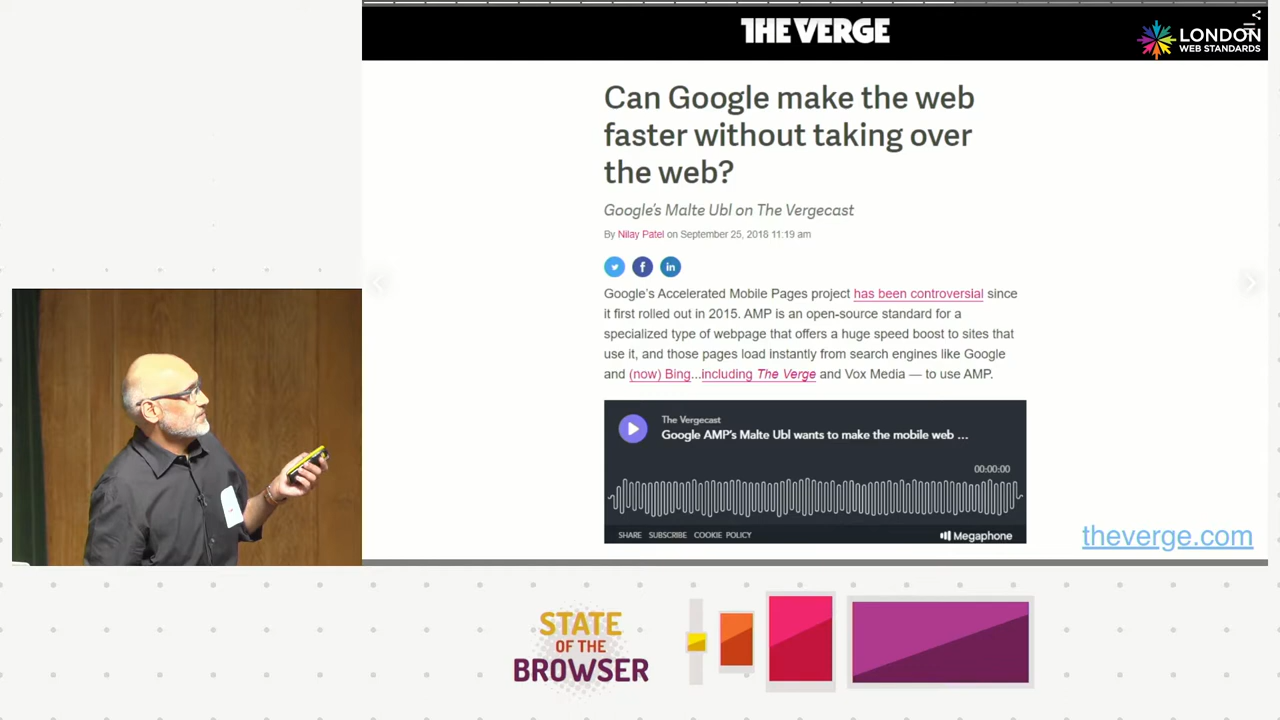 THE VERGE
LONDON
WEB STANDARDS
Can Google make the web
faster without taking over
the web?
Google's Malte Ubl on The Vergecast
By Nilay Patel on September 25, 2018 11:19 am
Google's Accelerated Mobile Pages project has been controversial since
it first rolled out in 2015. AMP is an open-source standard for a
specialized type of webpage that offers a huge speed boost to sites that
use it, and those pages load instantly from search engines like Google
and (now) Bing...including The Verge and Vox Media — to use AMP.
The Vergecast
Google AMP's Malte Ubl wants to make the mobile web ...
00:00:00
SHARE SUBSCRIBE COOKIE POLICY
Megaphone
theverge.com
STATE
OF THE
BROWSER